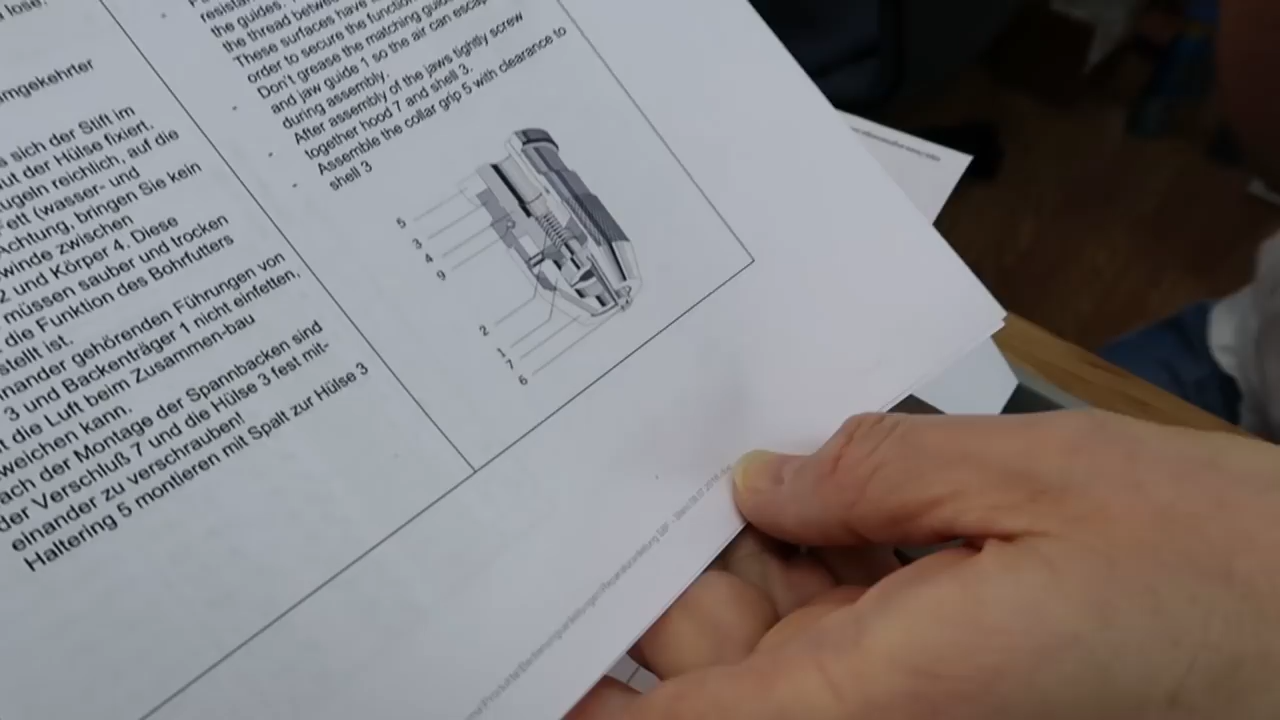 lose.
umgekehrter
sich der Stift im
der Hülse fixiert.
reichlich, auf die
Fett (wasser- und
Achtung, bringen Sie kein
winde zwischen
2 und Körper 4. Diese
müssen sauber und trocken
die Funktion des Bohrfutters
stellt ist.
einander gehörenden Führungen von
3 und Backenträger 1 nicht einfetten,
die Luft beim Zusammen-bau
weichen kann.
ach der Montage der Spannbacken sind
der Verschluß 7 und die Hülse 3 fest mit-
einander zu verschrauben!
Haltering 5 montieren mit Spalt zur Hülse 3
the guides.
the thread between
These surfaces have
order to secure the function
Don't grease the matching guide
and jaw guide 1 so the air can escape
during assembly.
After assembly of the jaws tightly screw
together hood 7 and shell 3.
Assemble the collar grip 5 with clearance to
shell 3
5
3
4
9
2
1
7
6